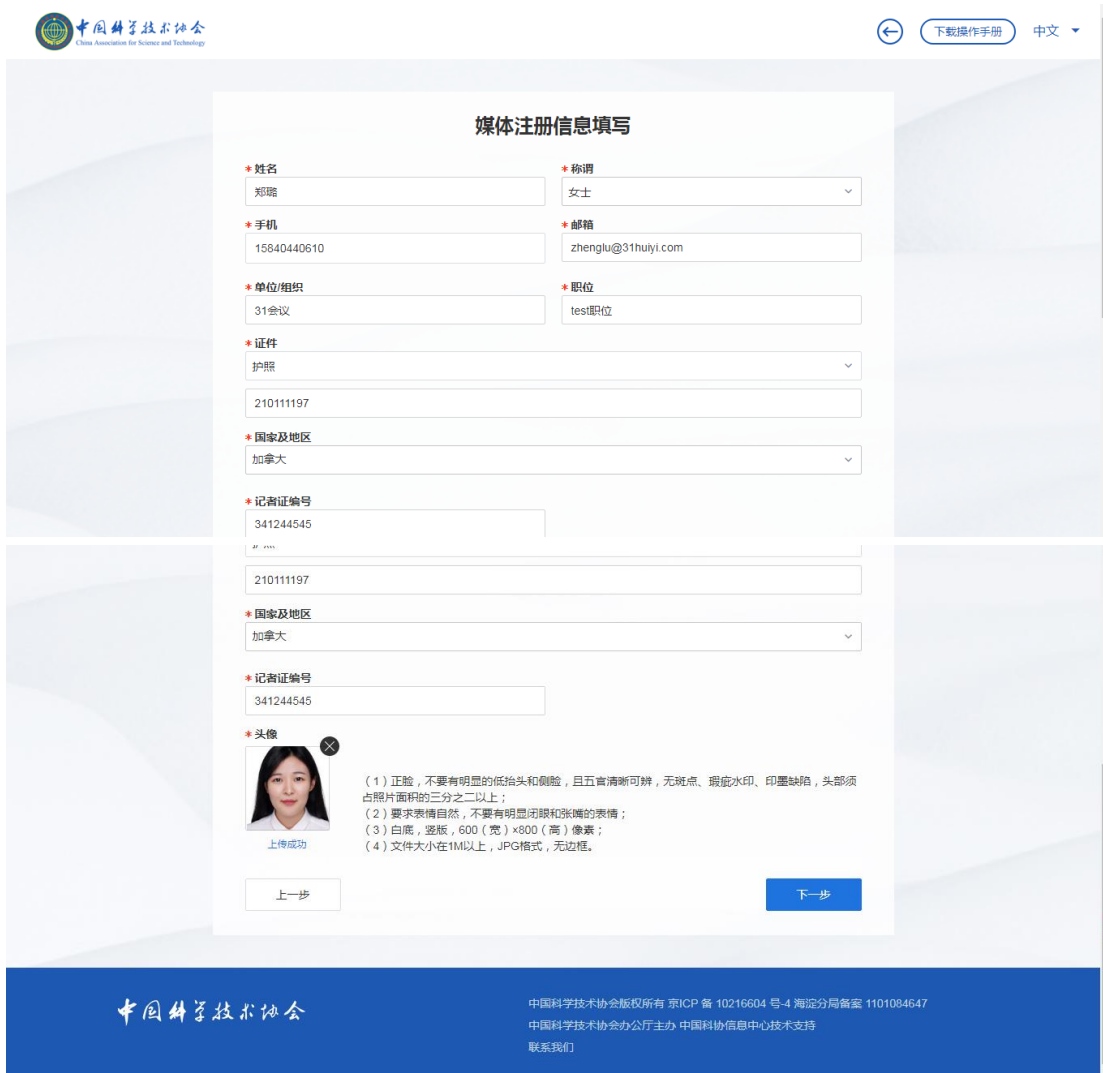 中国科学技术协会
China Association for Science and Technology
下载操作手册
中文
媒体注册信息填写
* 姓名
* 称谓
郑璐
女士
* 手机
* 邮箱
15840440610
zhenglu@31huiyi.com
* 单位/组织
* 职位
31会议
test职位
* 证件
护照
210111197
* 国家及地区
加拿大
* 记者证编号
341244545
210111197
* 国家及地区
加拿大
* 记者证编号
341244545
* 头像
（1）正脸，不要有明显的低抬头和侧脸，且五官清晰可辨，无斑点、瑕疵水印、印墨缺陷，头部须
占照片面积的三分之二以上；
（2）要求表情自然，不要有明显闭眼和张嘴的表情；
（3）白底，竖版，600（宽）×800（高）像素；
（4）文件大小在1M以上，JPG格式，无边框。
上传成功
上一步
下一步
中国科学技术协会
中国科学技术协会版权所有 京ICP 备 10216604 号-4 海淀分局备案 1101084647
中国科学技术协会办公厅主办 中国科协信息中心技术支持
联系我们